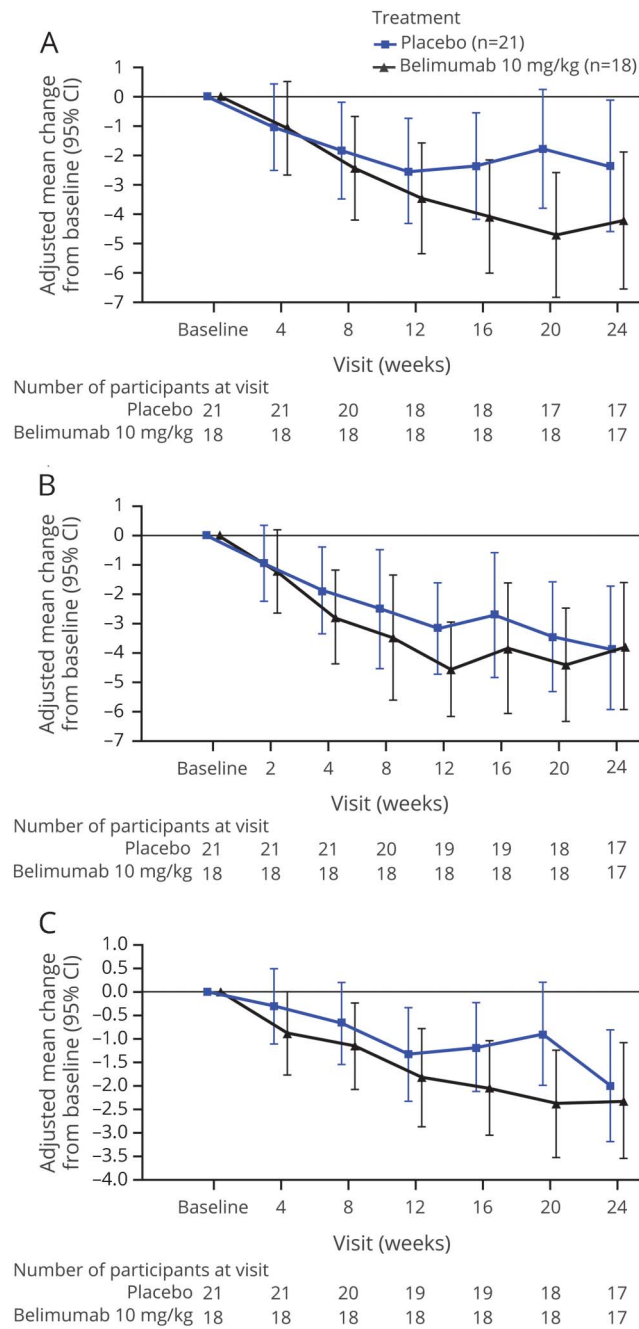 Treatment
Placebo (n=21)
Belimumab 10 mg/kg (n=18)
A
Adjusted mean change
from baseline (95% CI)
1
0
–1
–2
–3
–4
–5
–6
–7
Baseline 4 8 12 16 20 24
Visit (weeks)
Number of participants at visit
Placebo 21 21 20 18 18 17 17
Belimumab 10 mg/kg 18 18 18 18 18 18 17
B
Adjusted mean change
from baseline (95% CI)
1
0
–1
–2
–3
–4
–5
–6
–7
Baseline 2 4 8 12 16 20 24
Visit (weeks)
Number of participants at visit
Placebo 21 21 21 20 19 19 18 17
Belimumab 10 mg/kg 18 18 18 18 18 18 18 17
C
Adjusted mean change
from baseline (95% CI)
1.0
0.5
0.0
–0.5
–1.0
–1.5
–2.0
–2.5
–3.0
–3.5
–4.0
Baseline 4 8 12 16 20 24
Visit (weeks)
Number of participants at visit
Placebo 21 21 20 19 19 18 17
Belimumab 10 mg/kg 18 18 18 18 18 18 17